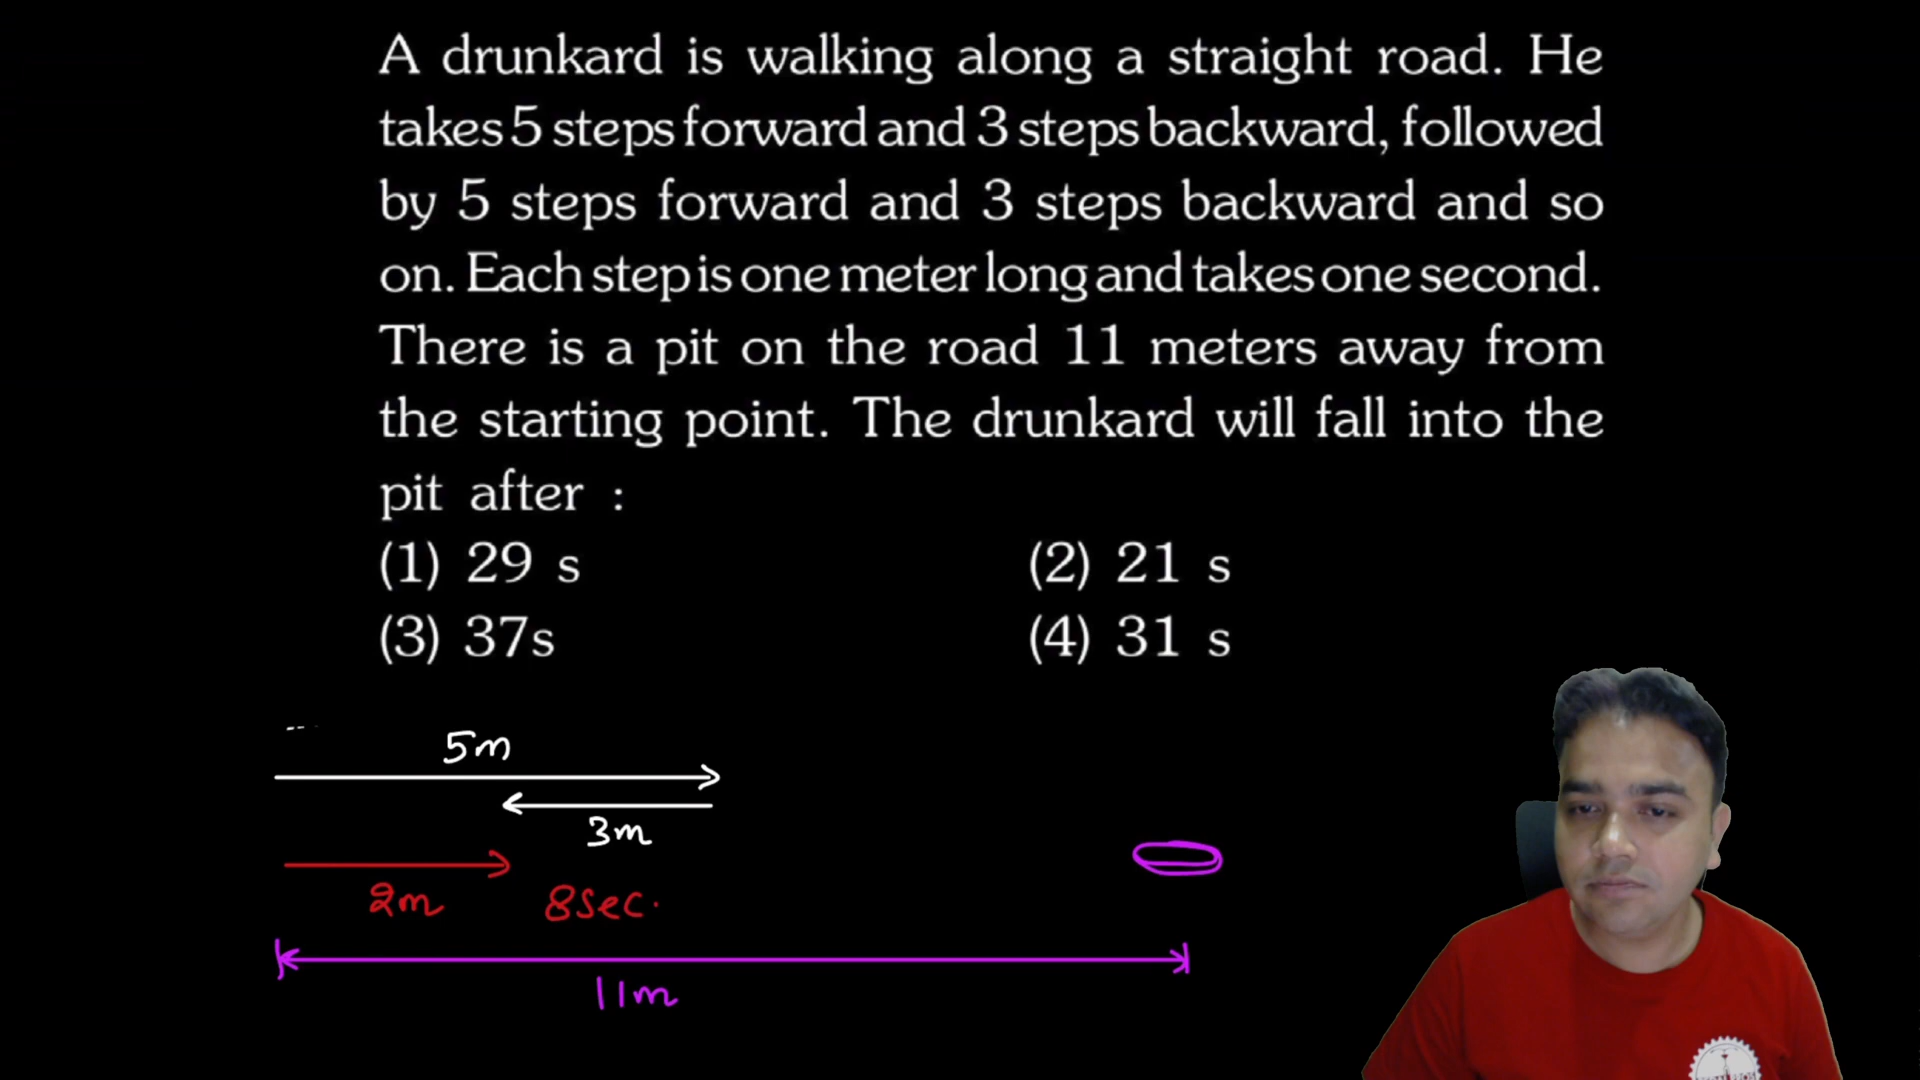 A drunkard is walking along a straight road. He
takes 5 steps forward and 3 steps backward, followed
by 5 steps forward and 3 steps backward and so
on. Each step is one meter long and takes one second.
There is a pit on the road 11 meters away from
the starting point. The drunkard will fall into the
pit after :
(1) 29 s (2) 21 s
(3) 37s (4) 31 s
5m
3m
2m 8sec.
11m